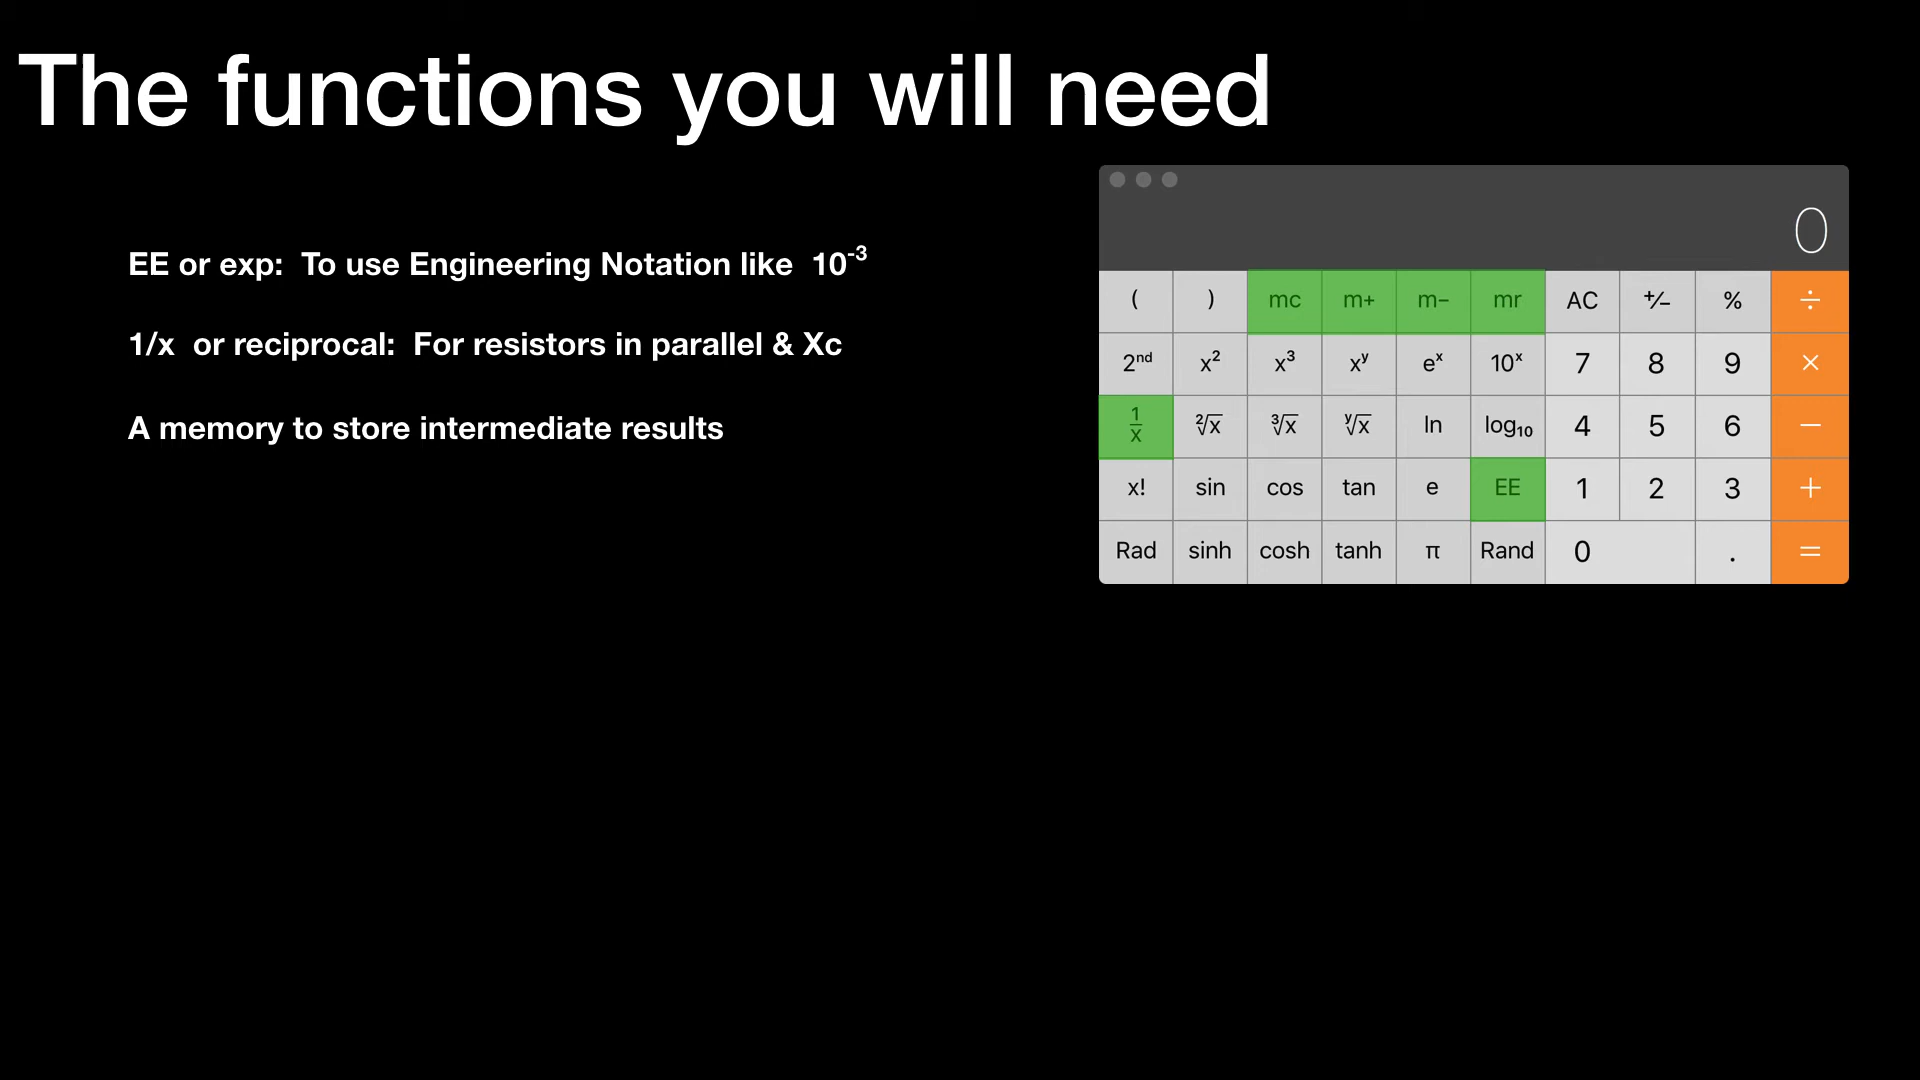 The functions you will need
EE or exp: To use Engineering Notation like 10⁻³
1/x or reciprocal: For resistors in parallel & Xc
A memory to store intermediate results
0
( ) mc m+ m− mr AC +/− % ÷
2ⁿᵈ x² x³ xʸ eˣ 10ˣ 7 8 9 ×
1/x ²√x ³√x ʸ√x ln log₁₀ 4 5 6 −
x! sin cos tan e EE 1 2 3 +
Rad sinh cosh tanh π Rand 0 . =